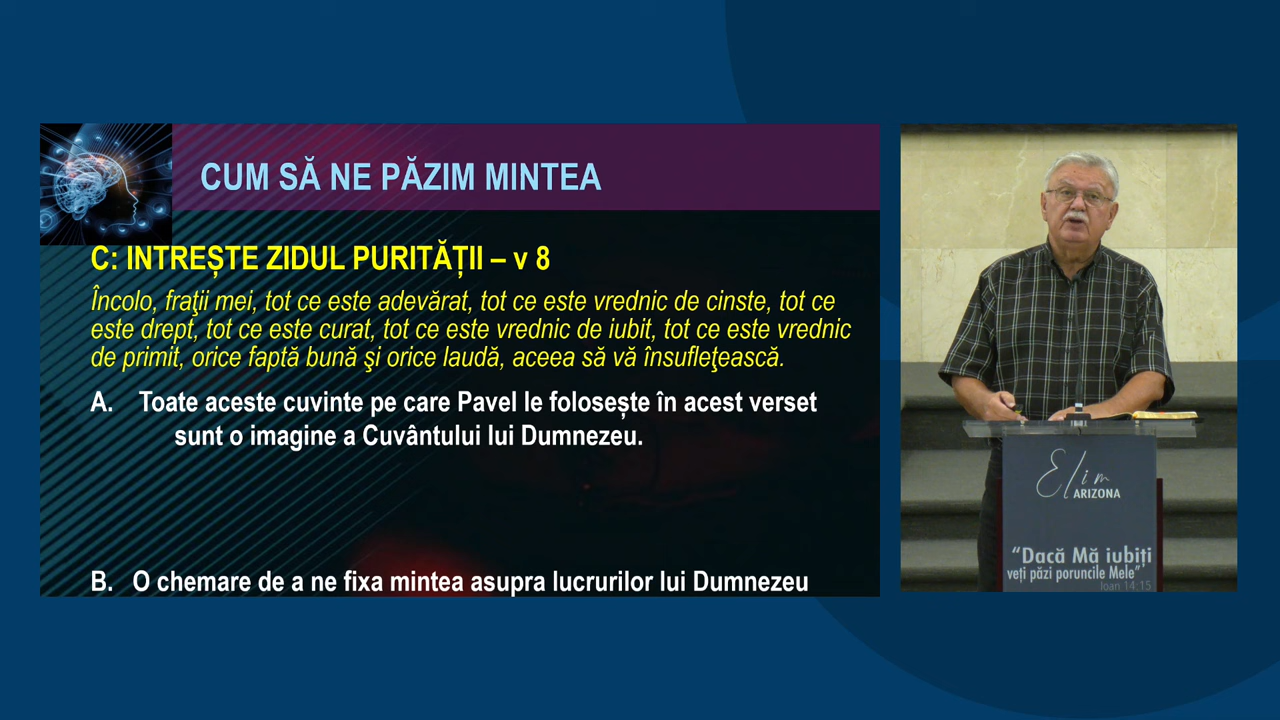 CUM SĂ NE PĂZIM MINTEA
C: INTREȘTE ZIDUL PURITĂȚII – v 8
Încolo, fraţii mei, tot ce este adevărat, tot ce este vrednic de cinste, tot ce
este drept, tot ce este curat, tot ce este vrednic de iubit, tot ce este vrednic
de primit, orice faptă bună şi orice laudă, aceea să vă însufleţească.
A. Toate aceste cuvinte pe care Pavel le folosește în acest verset
sunt o imagine a Cuvântului lui Dumnezeu.
B. O chemare de a ne fixa mintea asupra lucrurilor lui Dumnezeu
Elim
ARIZONA
“Dacă Mă iubiți
veți păzi poruncile Mele”
Ioan 14:15